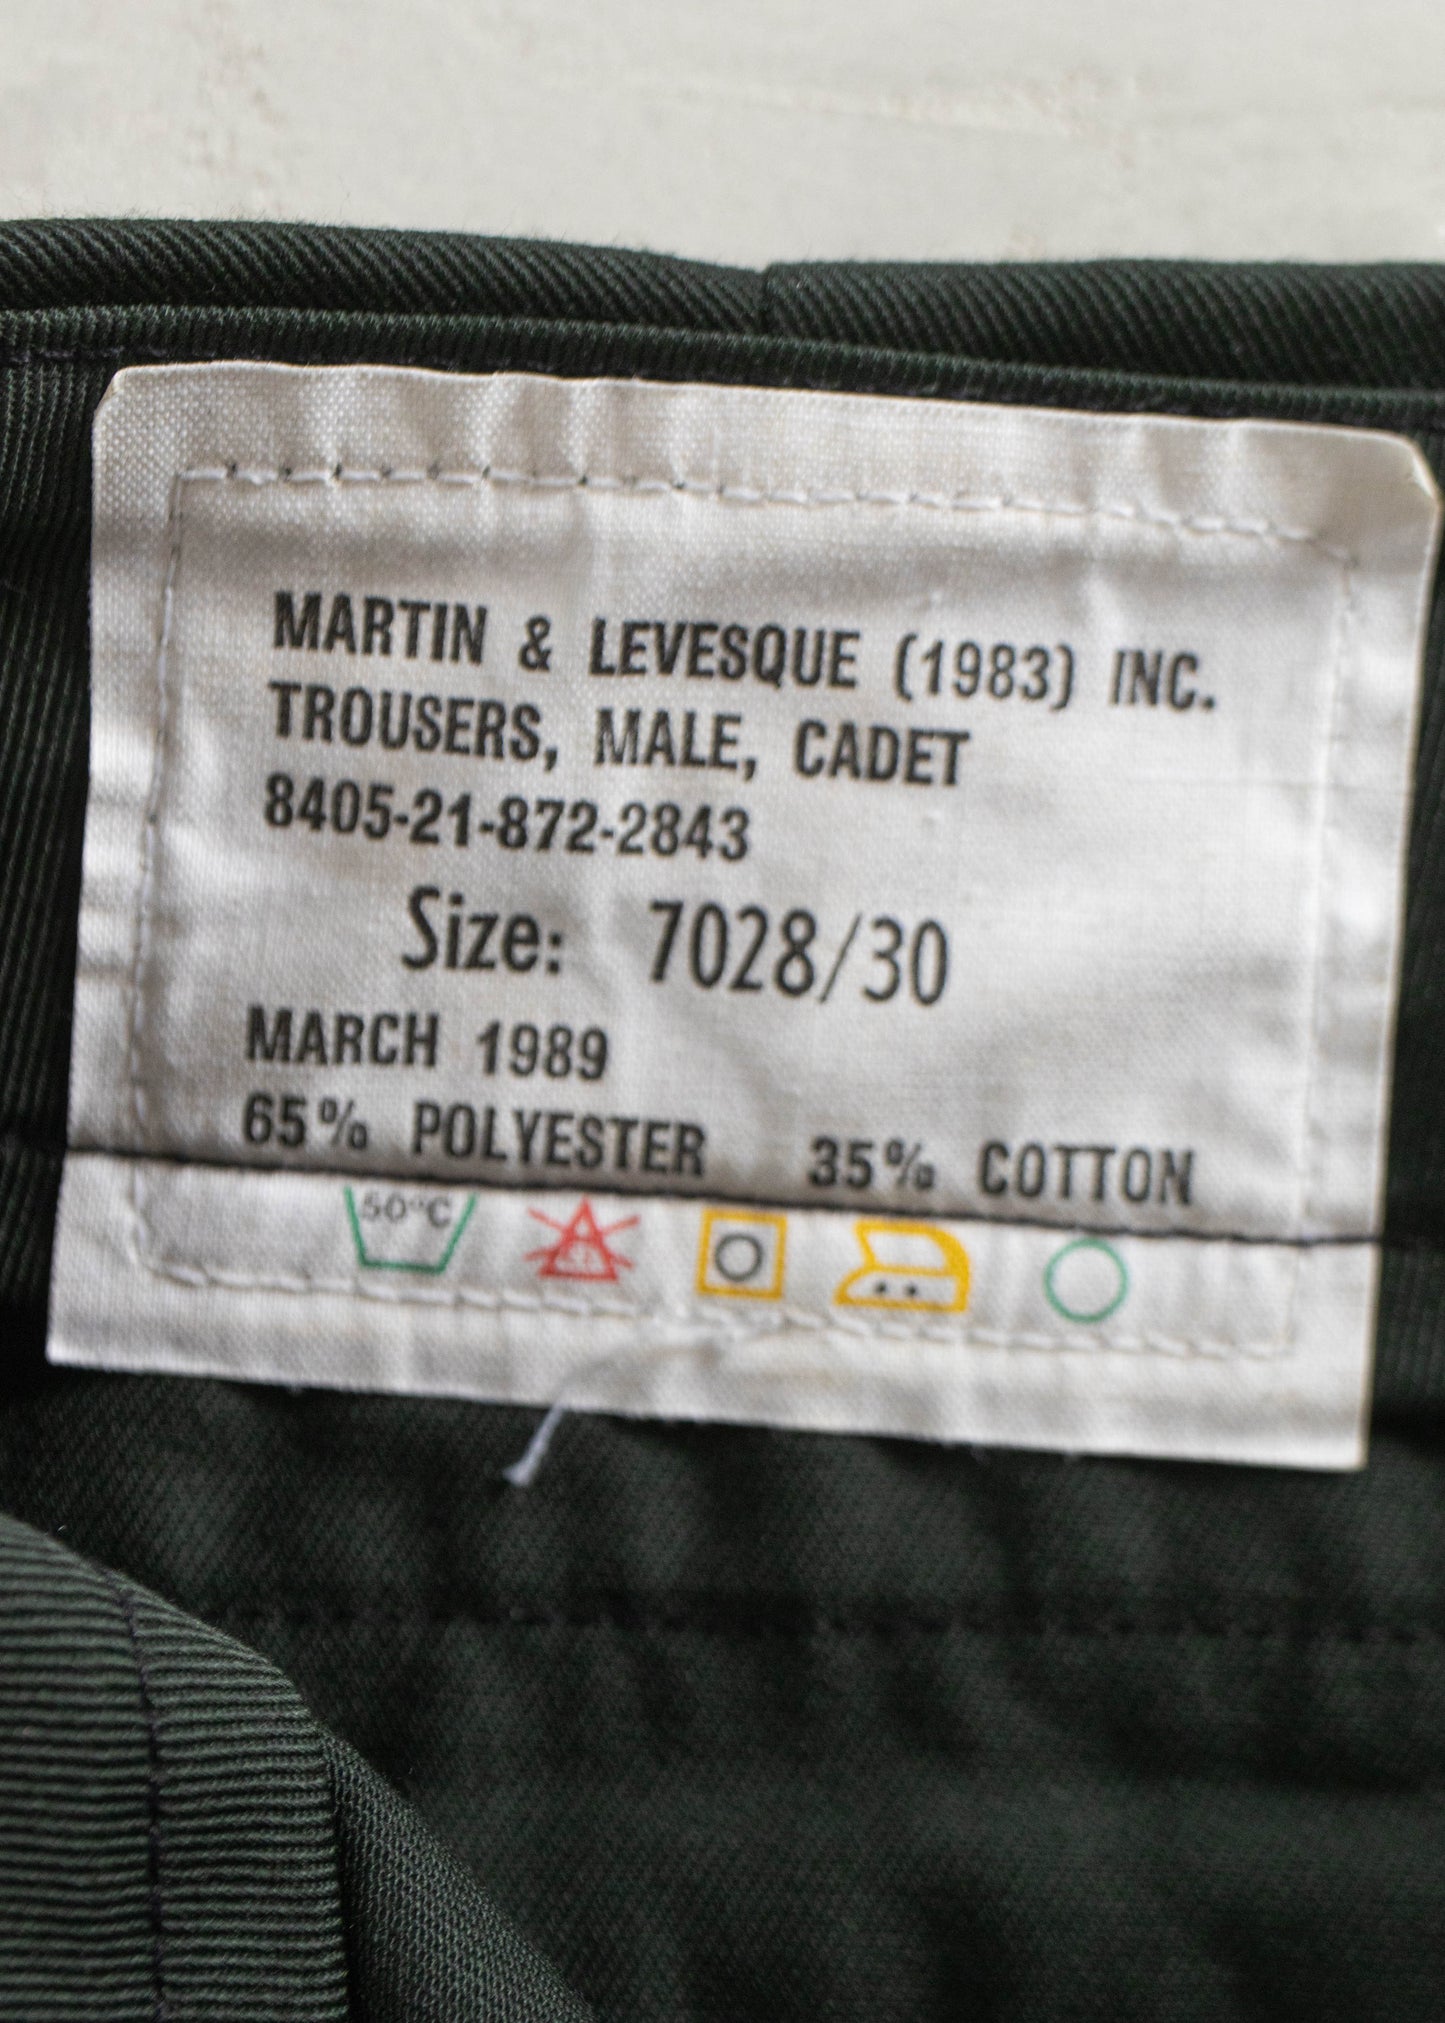 MARTIN & LEVESQUE (1983) INC.
TROUSERS, MALE, CADET
8405-21-872-2843
Size: 7028/30
MARCH 1989
65% POLYESTER 35% COTTON
50°C